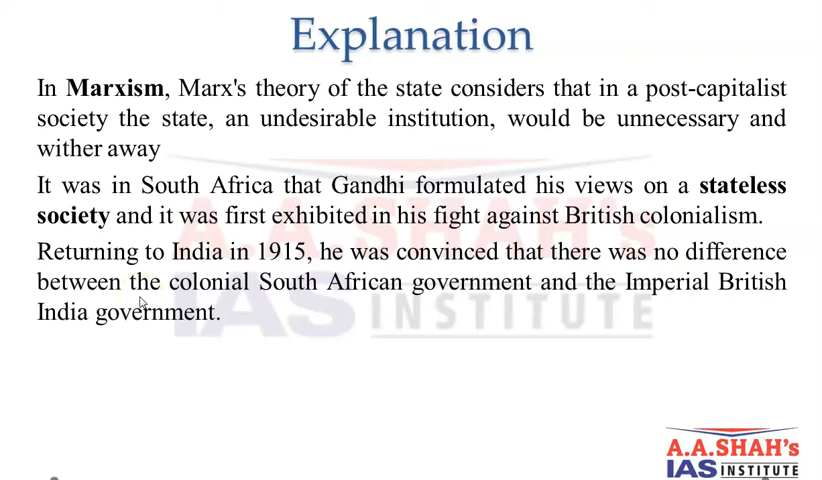 Explanation
In Marxism, Marx's theory of the state considers that in a post-capitalist
society the state, an undesirable institution, would be unnecessary and
wither away
It was in South Africa that Gandhi formulated his views on a stateless
society and it was first exhibited in his fight against British colonialism.
Returning to India in 1915, he was convinced that there was no difference
between the colonial South African government and the Imperial British
India government.
A.A.SHAH's
IAS INSTITUTE
A.A.SHAH's
IAS INSTITUTE